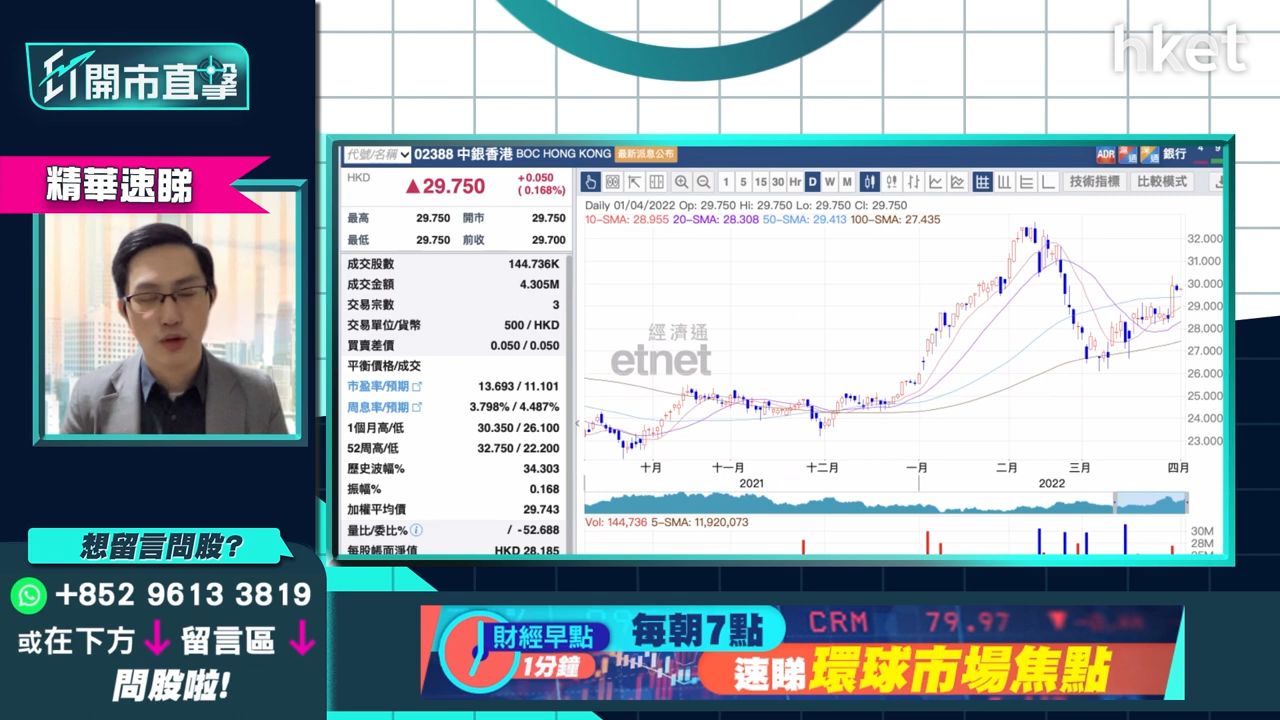 hket
開市直擊
精華速睇
代號/名稱 02388 中銀香港 BOC HONG KONG 最新派息公布
ADR 銀行
HKD
▲29.750 +0.050
(0.168%)
最高 29.750 開市 29.750
最低 29.750 前收 29.700
成交股數 144.736K
成交金額 4.305M
交易宗數 3
交易單位/貨幣 500 / HKD
買賣差價 0.050 / 0.050
平衡價格/成交
市盈率/預期 13.693 / 11.101
周息率/預期 3.798% / 4.487%
1個月高/低 30.350 / 26.100
52周高/低 32.750 / 22.200
歷史波幅% 34.303
振幅% 0.168
加權平均價 29.743
量比/委比% / -52.688
每股帳面淨值 HKD 28.185
1 5 15 30 Hr D W M 技術指標 比較模式
Daily 01/04/2022 Op: 29.750 Hi: 29.750 Lo: 29.750 Cl: 29.750
10-SMA: 28.955 20-SMA: 28.308 50-SMA: 29.413 100-SMA: 27.435
32.000
31.000
30.000
29.000
28.000
27.000
26.000
25.000
24.000
23.000
經濟通
etnet
十月 十一月 十二月 一月 二月 三月 四月
2021 2022
Vol: 144,736 5-SMA: 11,920,073
30M
28M
想留言問股?
+852 9613 3819
或在下方↓留言區↓
問股啦!
財經早點
1分鐘
每朝7點
速睇環球市場焦點
CRM 79.97